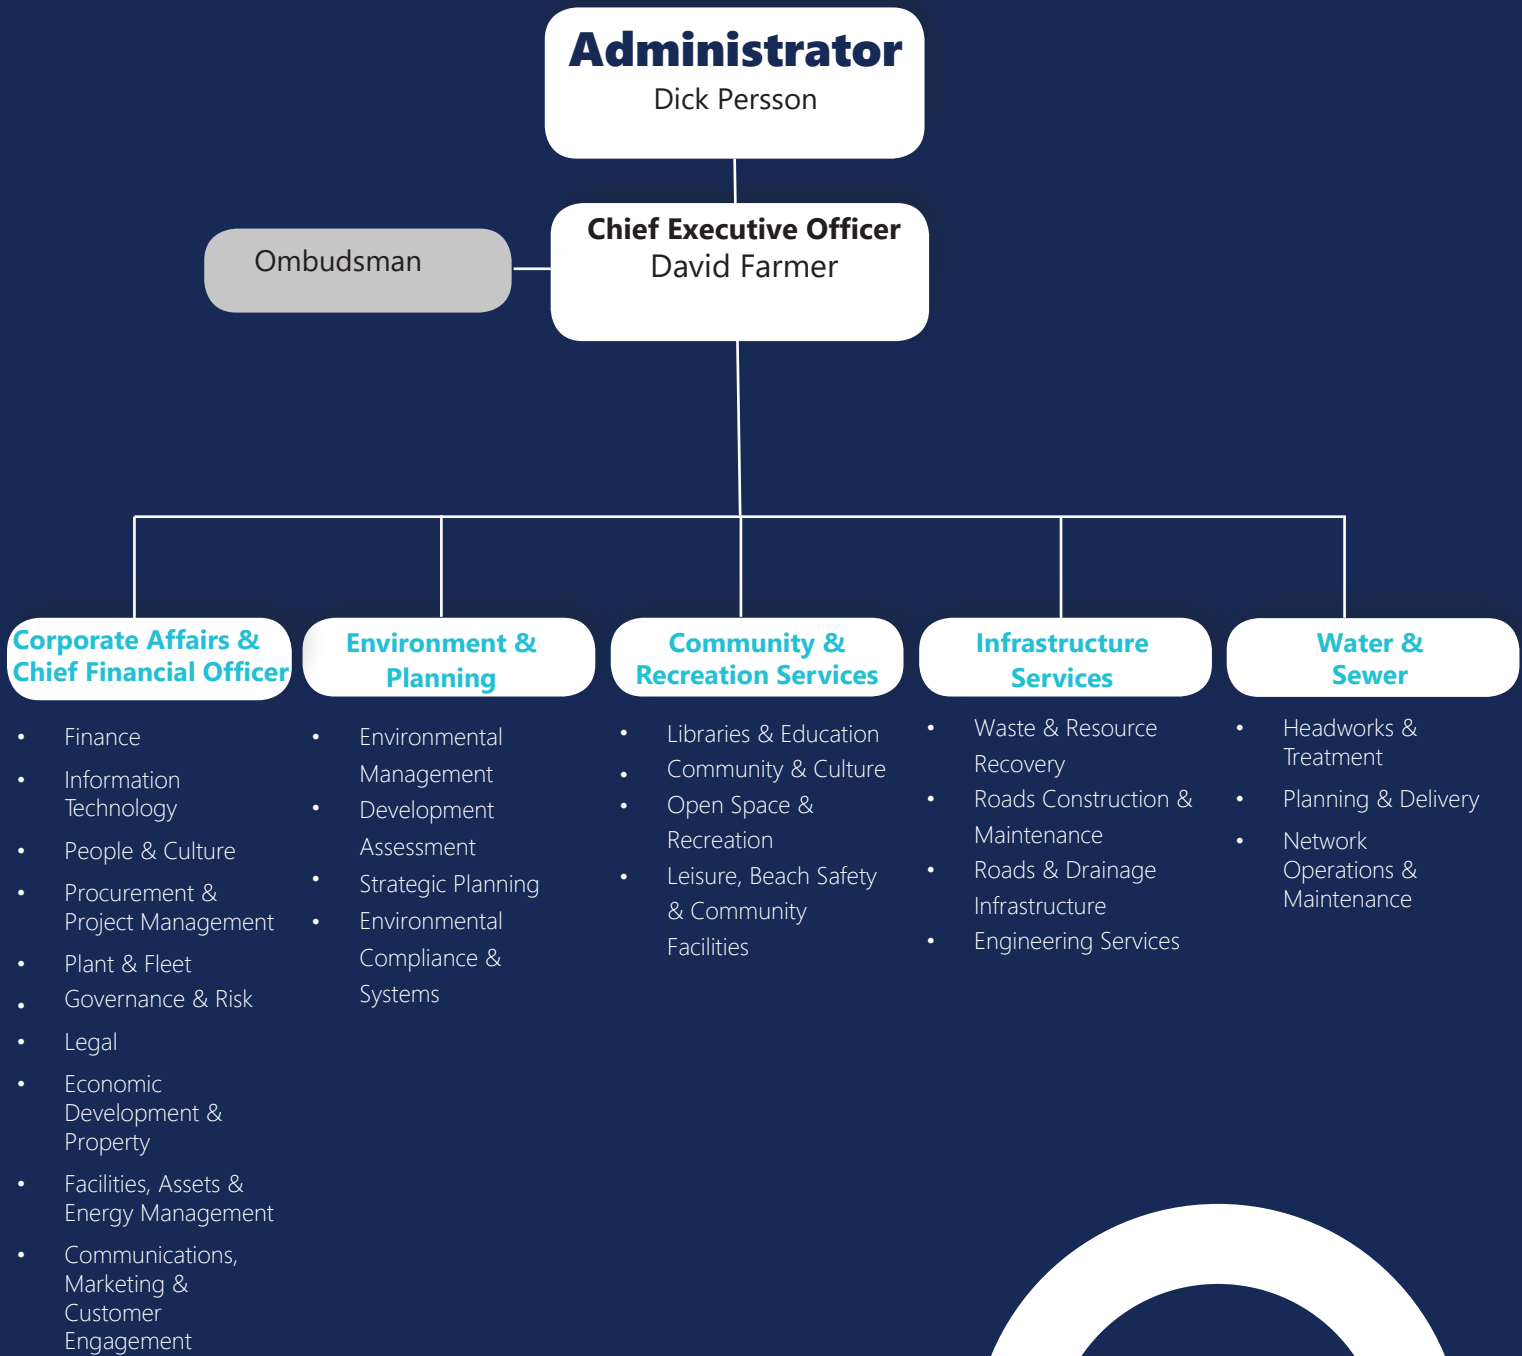 Administrator
Dick Persson
Chief Executive Officer
David Farmer
Ombudsman
Corporate Affairs &
Chief Financial Officer
• Finance
• Information
Technology
• People & Culture
• Procurement &
Project Management
• Plant & Fleet
• Governance & Risk
• Legal
• Economic
Development &
Property
• Facilities, Assets &
Energy Management
• Communications,
Marketing &
Customer
Engagement
Environment &
Planning
• Environmental
Management
• Development
Assessment
• Strategic Planning
• Environmental
Compliance &
Systems
Community &
Recreation Services
• Libraries & Education
• Community & Culture
• Open Space &
Recreation
• Leisure, Beach Safety
& Community
Facilities
Infrastructure
Services
• Waste & Resource
Recovery
• Roads Construction &
Maintenance
• Roads & Drainage
Infrastructure
• Engineering Services
Water &
Sewer
• Headworks &
Treatment
• Planning & Delivery
• Network
Operations &
Maintenance